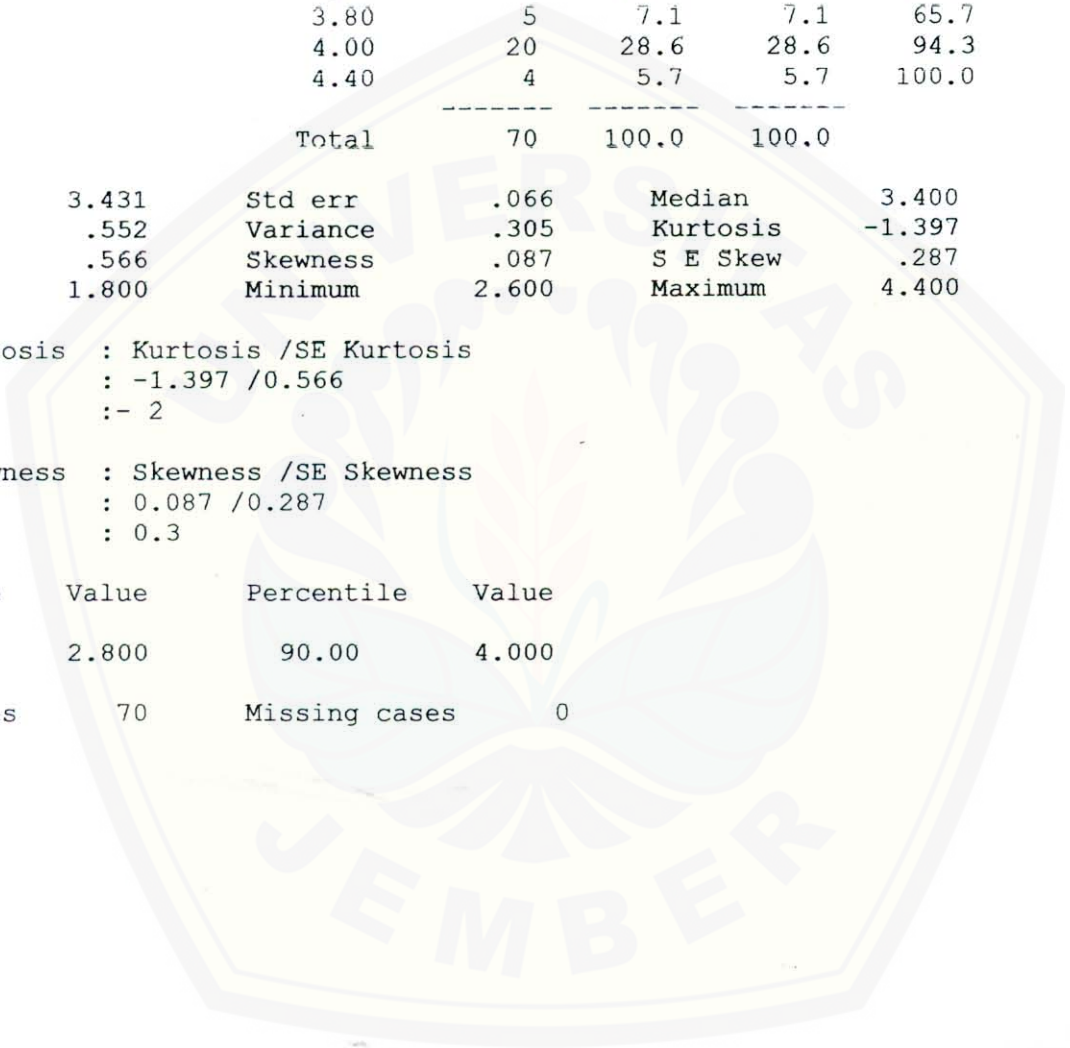 3.80 5 7.1 7.1 65.7
4.00 20 28.6 28.6 94.3
4.40 4 5.7 5.7 100.0
------- ------- -------
Total 70 100.0 100.0
3.431 Std err .066 Median 3.400
.552 Variance .305 Kurtosis -1.397
.566 Skewness .087 S E Skew .287
1.800 Minimum 2.600 Maximum 4.400
osis : Kurtosis /SE Kurtosis
: -1.397 /0.566
:- 2
ness : Skewness /SE Skewness
: 0.087 /0.287
: 0.3
Value Percentile Value
2.800 90.00 4.000
s 70 Missing cases 0
UNIVERSITAS
JEMBER